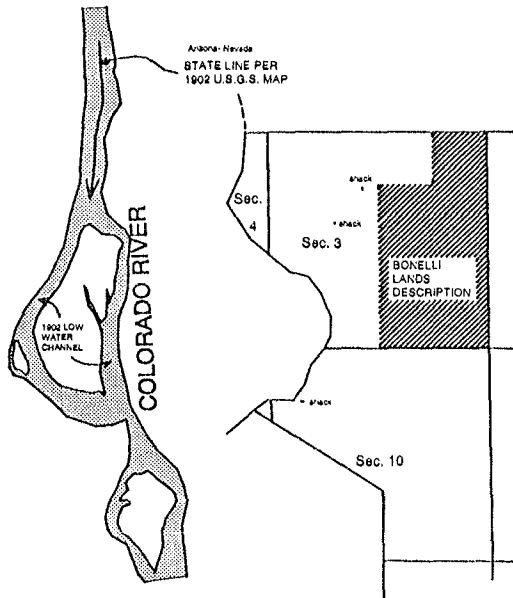 Arizona-Nevada
STATE LINE PER
1902 U.S.G.S. MAP
shack
Sec.
4
shack
Sec. 3
BONELLI
LANDS
DESCRIPTION
1902 LOW
WATER
CHANNEL
COLORADO RIVER
shack
Sec. 10